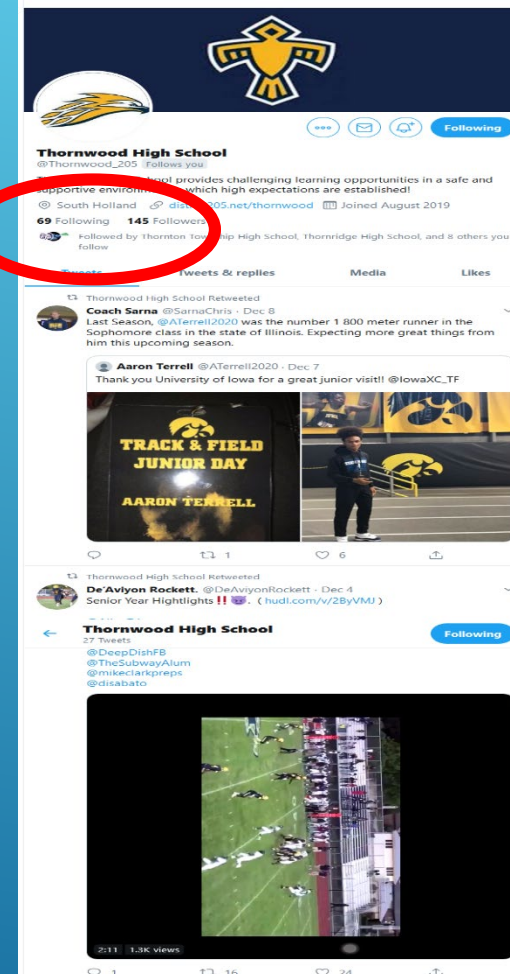 Following
Thornwood High School
@Thornwood_205 Follows you
school provides challenging learning opportunities in a safe and
supportive which high expectations are established!
South Holland Joined August 2019
69 Following 145 Followers
Followed by Thornton High School, Thornridge High School, and 8 others you
follow
Tweets Tweets & replies Media Likes
Thornwood High School Retweeted
Coach Sarna @SarnaChris · Dec 8
Last Season, @ATerrell2020 was the number 1 800 meter runner in the
Sophomore class in the state of Illinois. Expecting more great things from
him this upcoming season.
Aaron Terrell @ATerrell2020 · Dec 7
Thank you University of Iowa for a great junior visit!! @IowaXC_TF
TRACK & FIELD
JUNIOR DAY
AARON TERRELL
1 6
Thornwood High School Retweeted
De'Aviyon Rockett. @DeAviyonRockett · Dec 4
Senior Year Hightlights !! 😈. ( hudl.com/v/2ByVMJ )
Thornwood High School
27 Tweets
Following
@DeepDishFB
@TheSubwayAlum
@mikeclarkpreps
@disabato
2:11 1.3K views
1 16 24